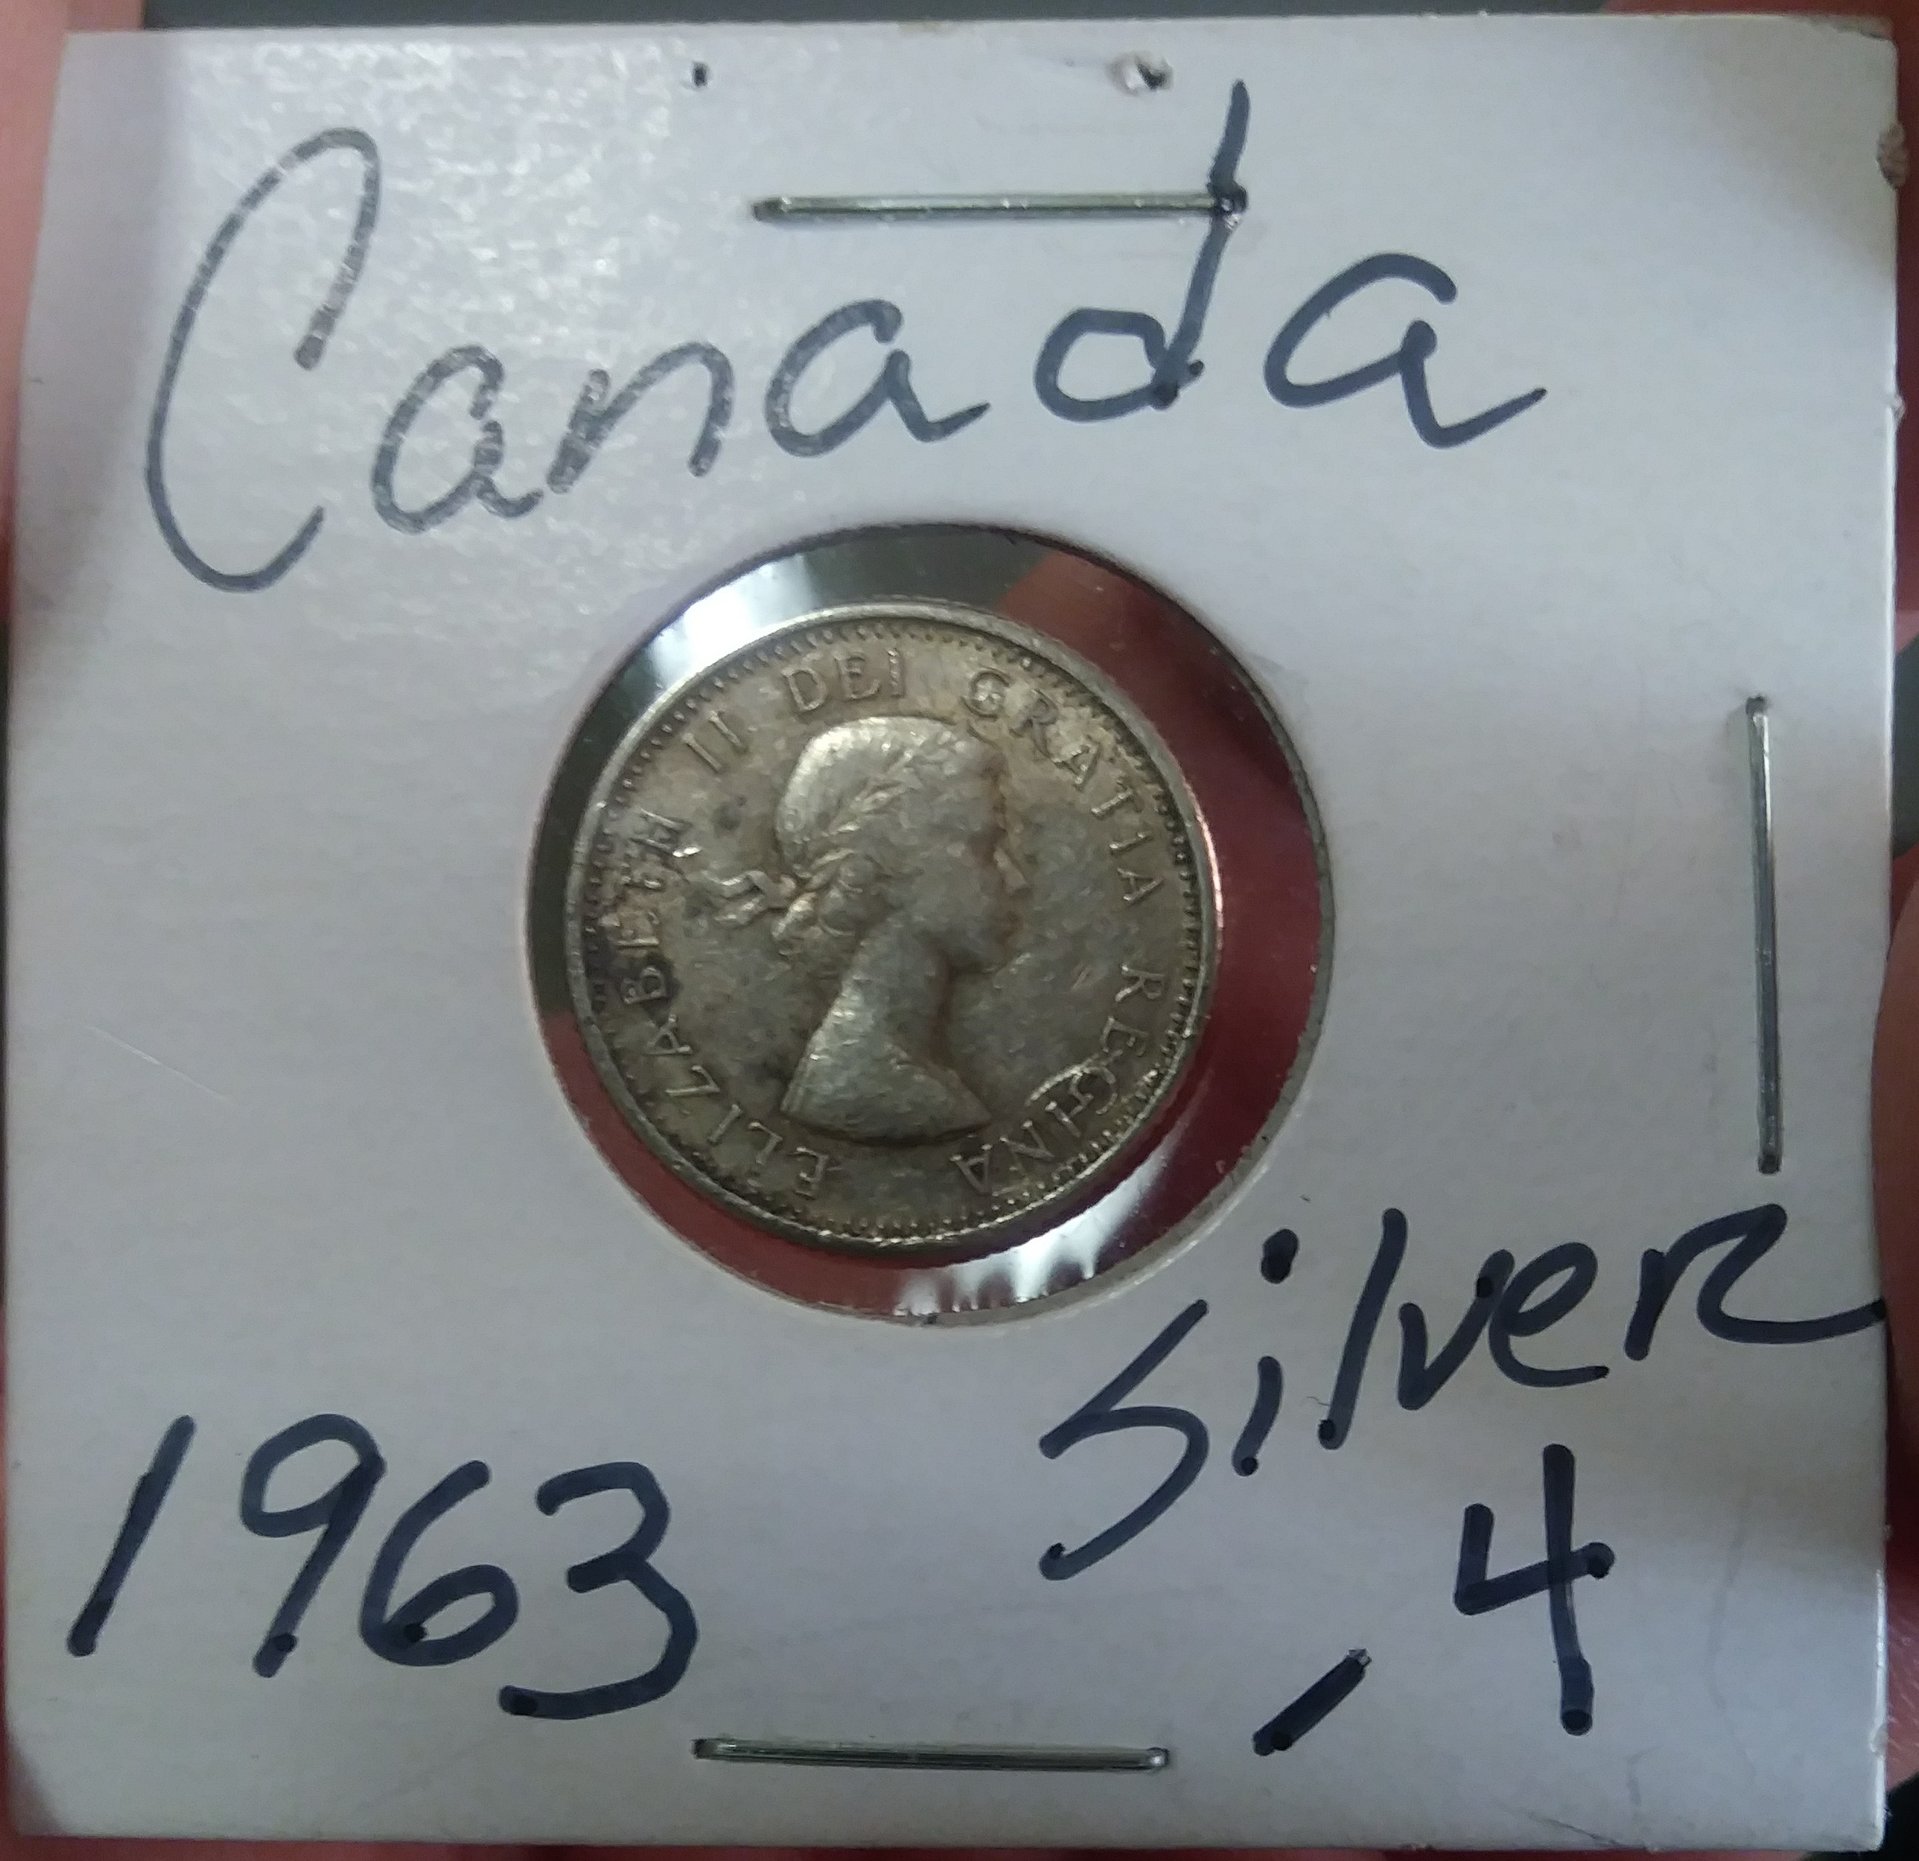 Canada
ELIZABETH II DEI GRATIA REGINA
1963
Silver
.4